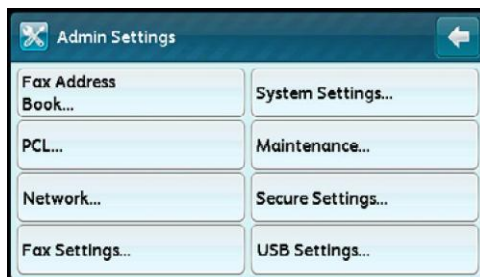 Admin Settings
Fax Address
Book...
System Settings...
PCL...
Maintenance...
Network...
Secure Settings...
Fax Settings...
USB Settings...